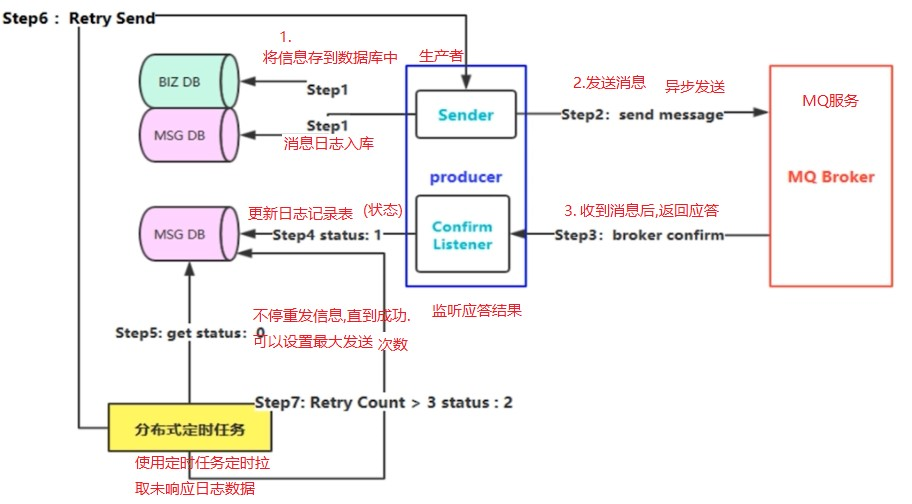 Step6： Retry Send
1.
将信息存到数据库中
生产者
BIZ DB
Step1
2.发送消息
异步发送
MQ服务
MSG DB
Step1
Sender
Step2：send message
消息日志入库
producer
MQ Broker
更新日志记录表
(状态)
3. 收到消息后,返回应答
MSG DB
Step4 status: 1
Confirm
Listener
Step3：broker confirm
不停重发信息,直到成功.
监听应答结果
Step5: get status：0
可以设置最大发送 次数
Step7: Retry Count > 3 status : 2
分布式定时任务
使用定时任务定时拉
取未响应日志数据